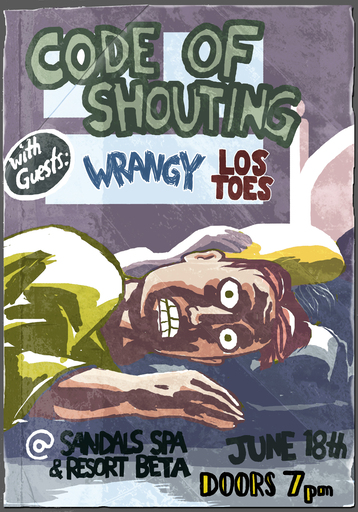 CODE OF
SHOUTING
with
Guests:
WRANGY
LOS
TOES
@ SANDALS SPA
& RESORT BETA
JUNE 18th
DOORS 7pm